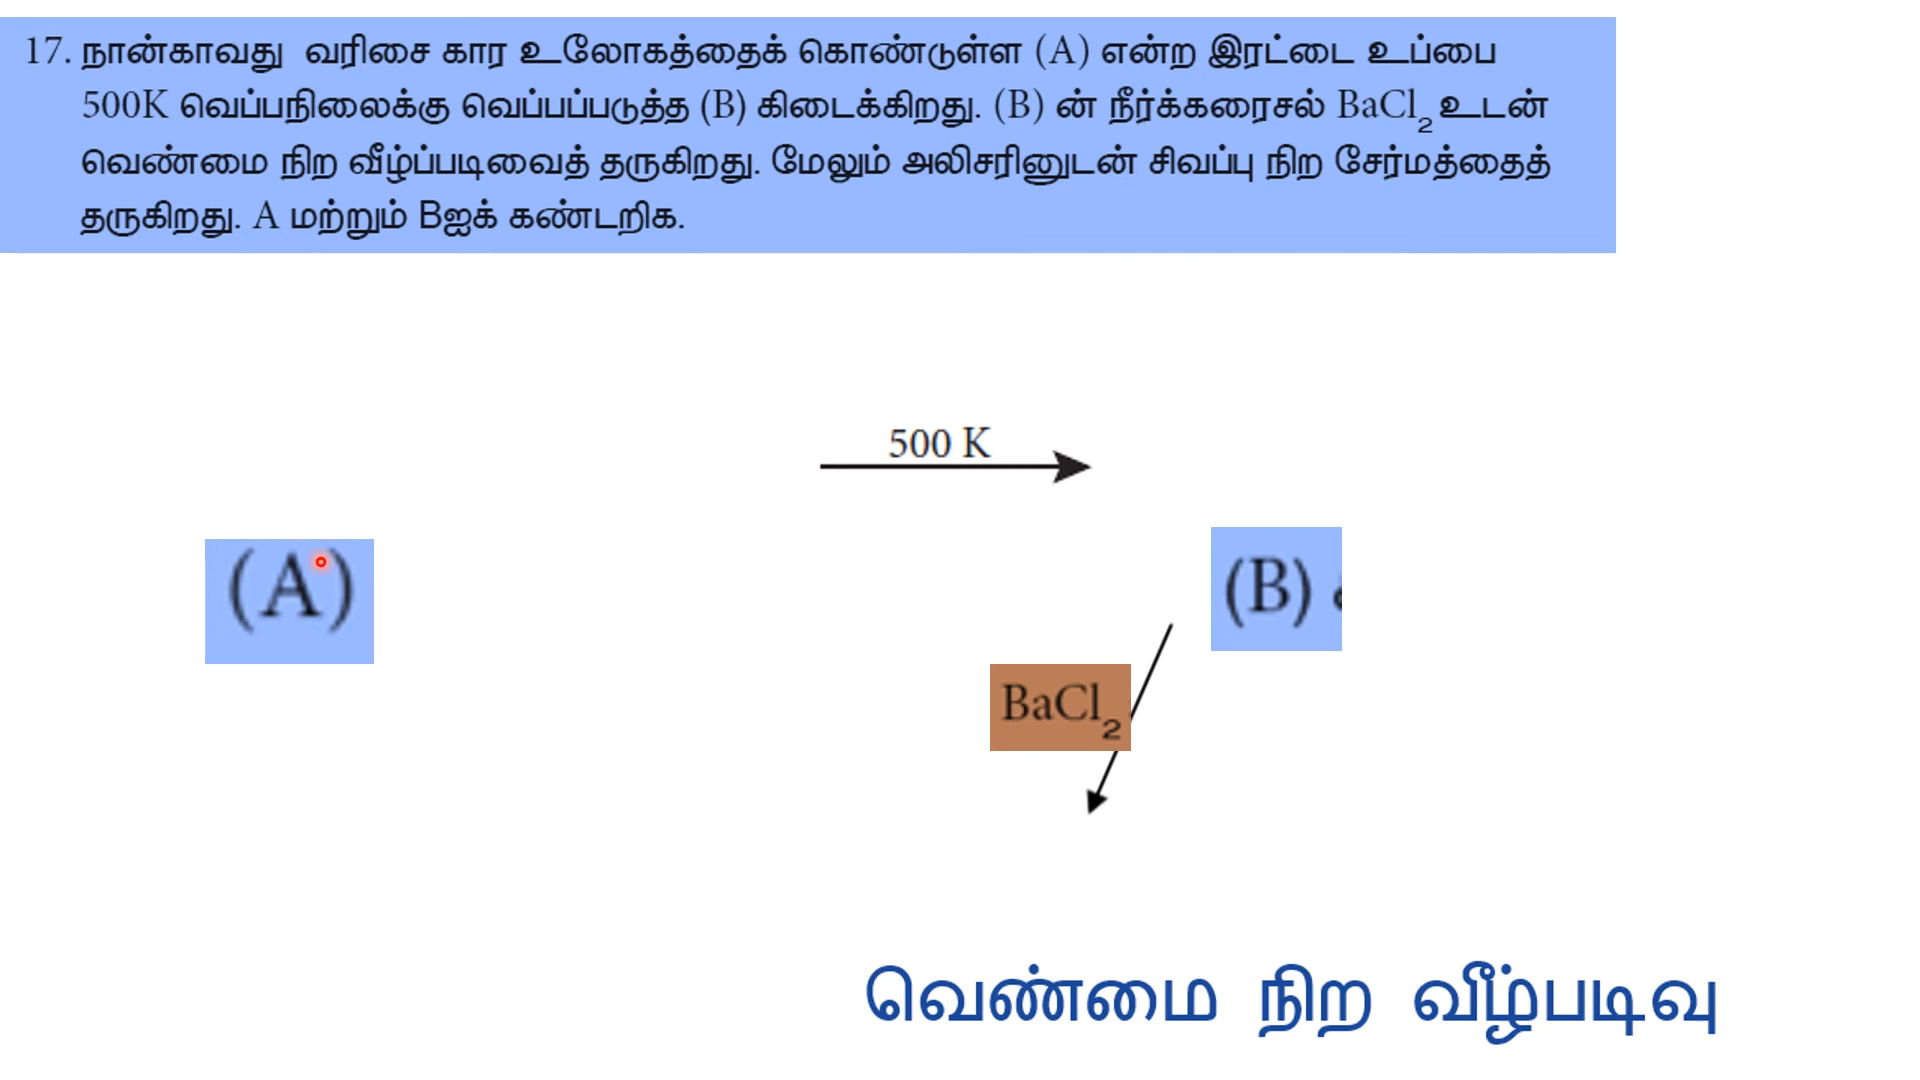 17. நான்காவது வரிசை கார உலோகத்தைக் கொண்டுள்ள (A) என்ற இரட்டை உப்பை
500K வெப்பநிலைக்கு வெப்பப்படுத்த (B) கிடைக்கிறது. (B) ன் நீர்க்கரைசல் BaCl₂ உடன்
வெண்மை நிற வீழ்ப்படிவைத் தருகிறது. மேலும் அலிசரினுடன் சிவப்பு நிற சேர்மத்தைத்
தருகிறது. A மற்றும் Bஐக் கண்டறிக.
500 K
(A)
(B)
BaCl₂
வெண்மை நிற வீழ்படிவு